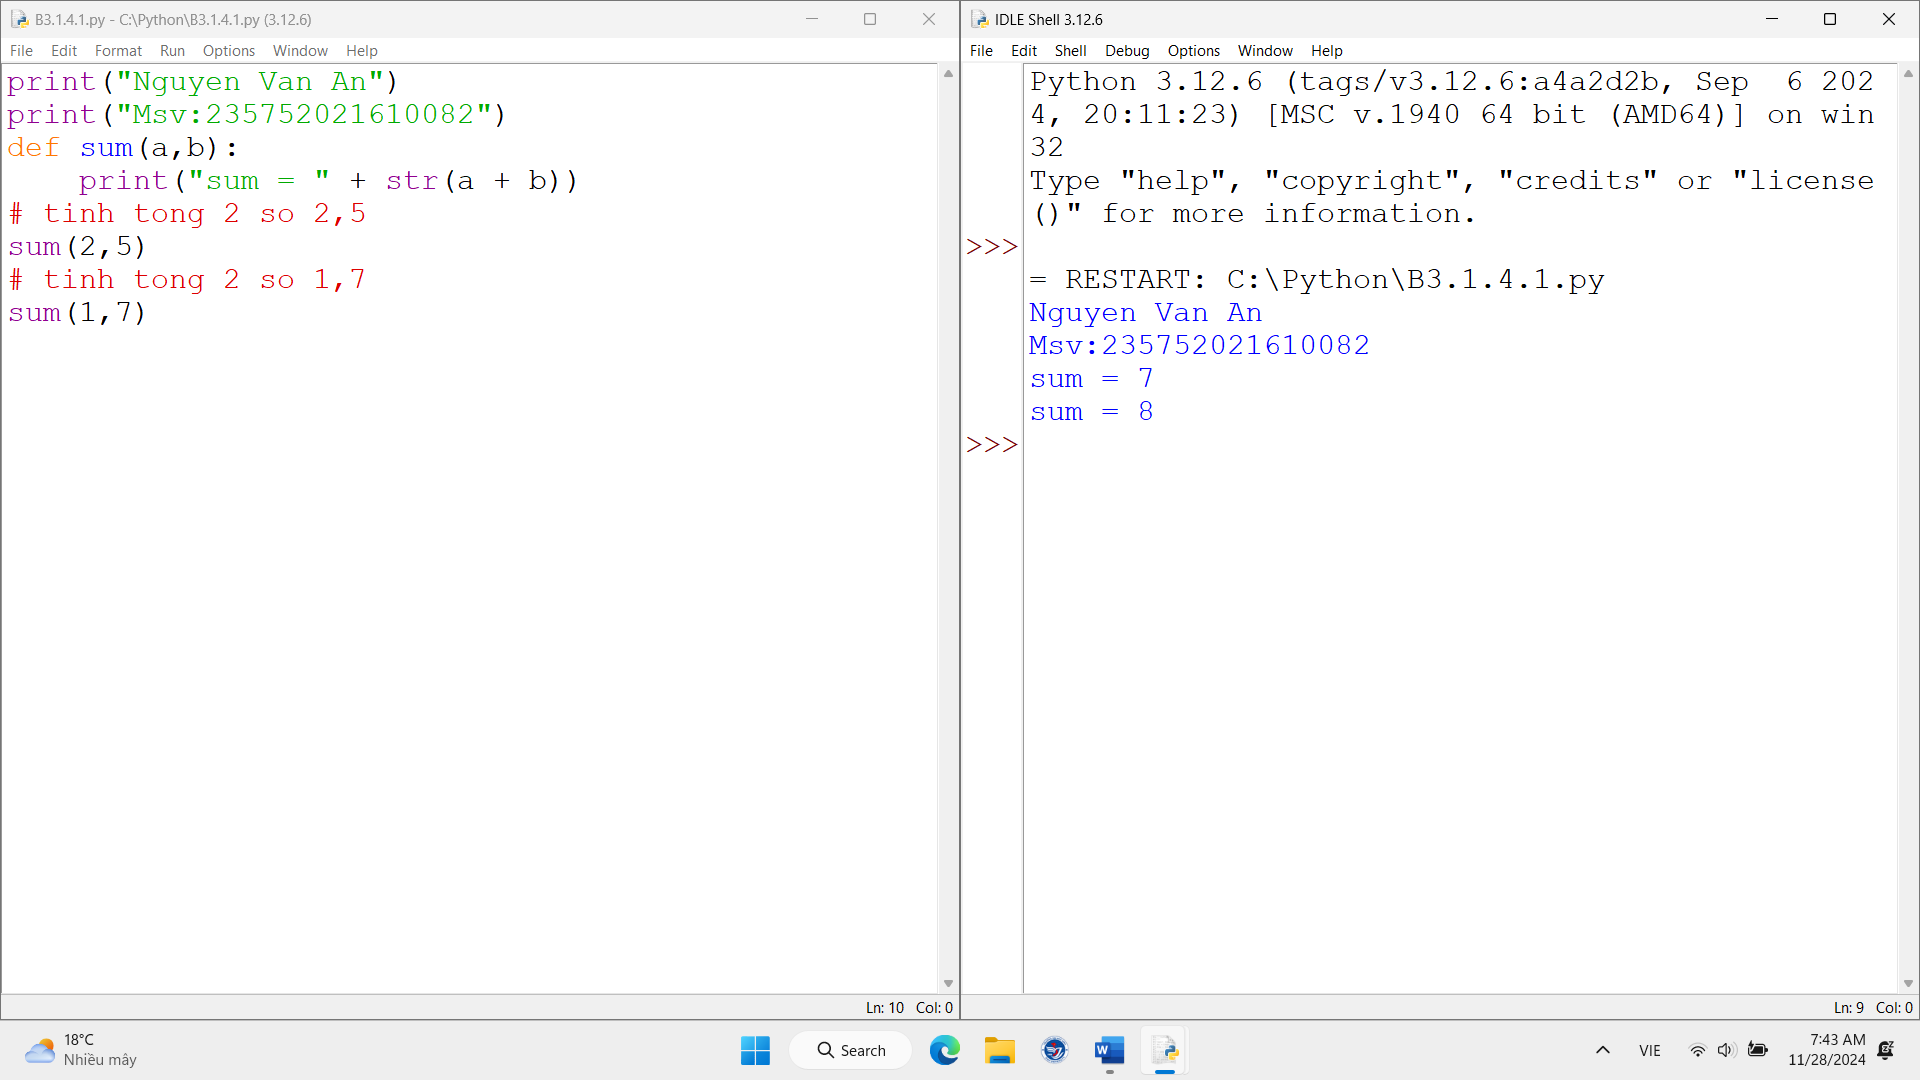 B3.1.4.1.py - C:\Python\B3.1.4.1.py (3.12.6)
File Edit Format Run Options Window Help
print("Nguyen Van An")
print("Msv:235752021610082")
def sum(a,b):
    print("sum = " + str(a + b))
# tinh tong 2 so 2,5
sum(2,5)
# tinh tong 2 so 1,7
sum(1,7)
Ln: 10 Col: 0
IDLE Shell 3.12.6
File Edit Shell Debug Options Window Help
Python 3.12.6 (tags/v3.12.6:a4a2d2b, Sep  6 202
4, 20:11:23) [MSC v.1940 64 bit (AMD64)] on win
32
Type "help", "copyright", "credits" or "license
()" for more information.
>>>
= RESTART: C:\Python\B3.1.4.1.py
Nguyen Van An
Msv:235752021610082
sum = 7
sum = 8
>>>
Ln: 9 Col: 0
18°C
Nhiều mây
Search
W
VIE
7:43 AM
11/28/2024